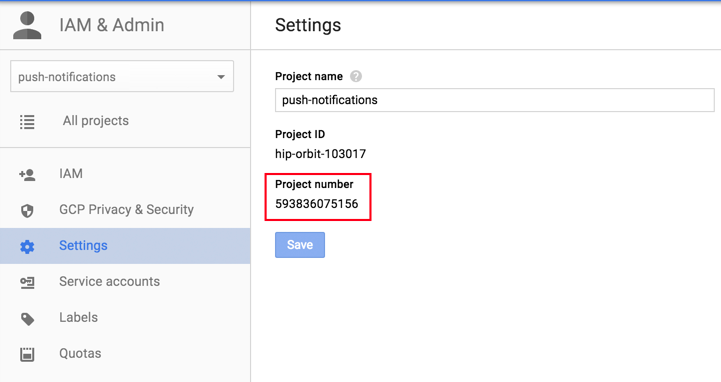 IAM & Admin
push-notifications
All projects
IAM
GCP Privacy & Security
Settings
Service accounts
Labels
Quotas
Settings
Project name ?
push-notifications
Project ID
hip-orbit-103017
Project number
593836075156
Save